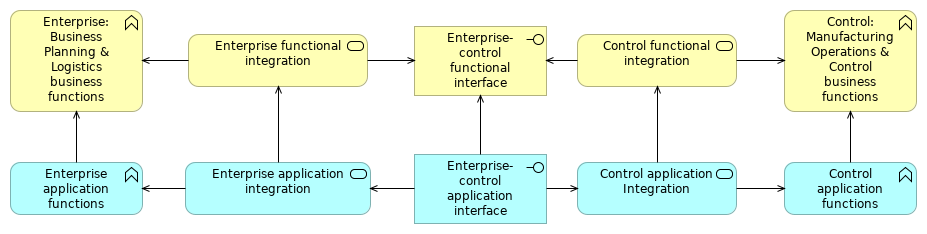 Enterprise:
Business
Planning &
Logistics
business
functions
Enterprise functional
integration
Enterprise-
control
functional
interface
Control functional
integration
Control:
Manufacturing
Operations &
Control
business
functions
Enterprise
application
functions
Enterprise application
integration
Enterprise-
control
application
interface
Control application
Integration
Control
application
functions